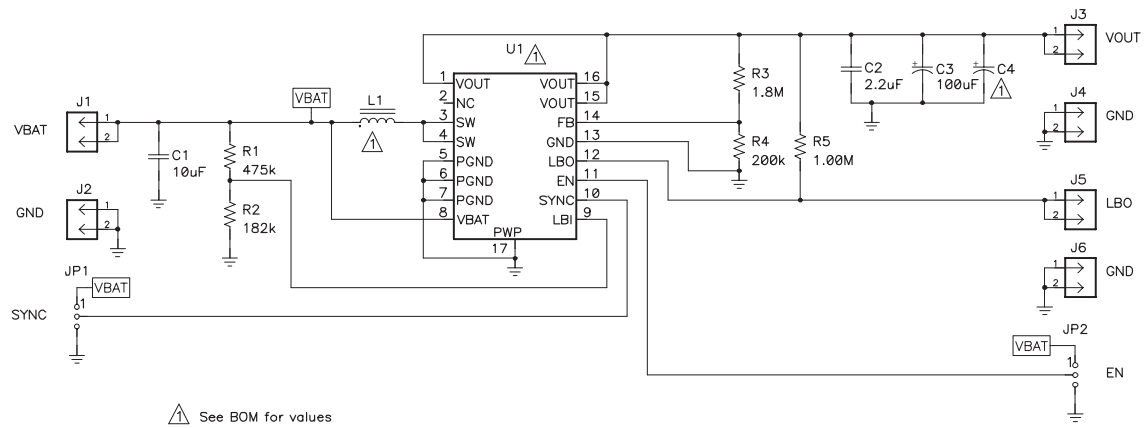 J3
1
VOUT
2
U1
1
1 VOUT VOUT 16
2 NC VOUT 15
3 SW FB 14
4 SW GND 13
5 PGND LBO 12
6 PGND EN 11
7 PGND SYNC 10
8 VBAT LBI 9
PWP
17
R3
1.8M
C2
2.2uF
+
C3
100uF
+
C4
1
J4
1
GND
2
J1
VBAT
1
2
VBAT
L1
1
C1
10uF
R1
475k
R4
200k
R5
1.00M
J2
GND
1
2
R2
182k
J5
1
LBO
2
J6
1
GND
2
JP1
VBAT
1
SYNC
JP2
VBAT
1
EN
1 See BOM for values